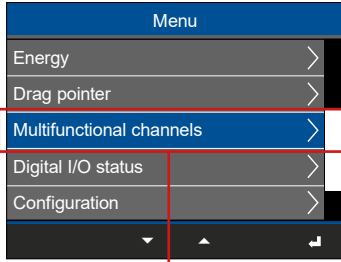 Menu
Energy
Drag pointer
Multifunctional channels
Digital I/O status
Configuration